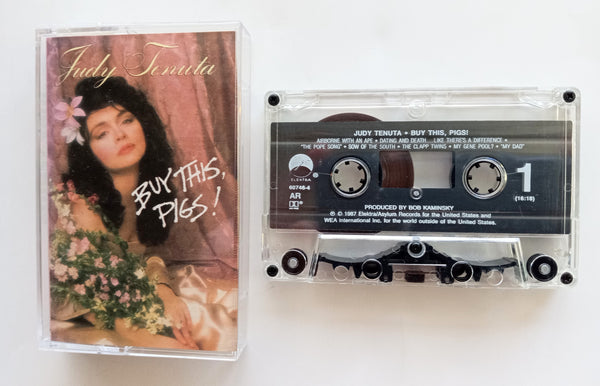 Judy Tenuta
BUY THIS,
PIGS!
JUDY TENUTA • BUY THIS, PIGS!
AIRBORNE WITH AN APE • DATING AND DEATH ... LIKE THERE'S A DIFFERENCE •
"THE POPE SONG" • SOW OF THE SOUTH • THE CLAPP TWINS • MY GENE POOL? • "MY DAD"
ELEKTRA
60746-4
AR
1
(16:18)
PRODUCED BY BOB KAMINSKY
℗ © 1987 Elektra/Asylum Records for the United States and
WEA International Inc. for the world outside of the United States.